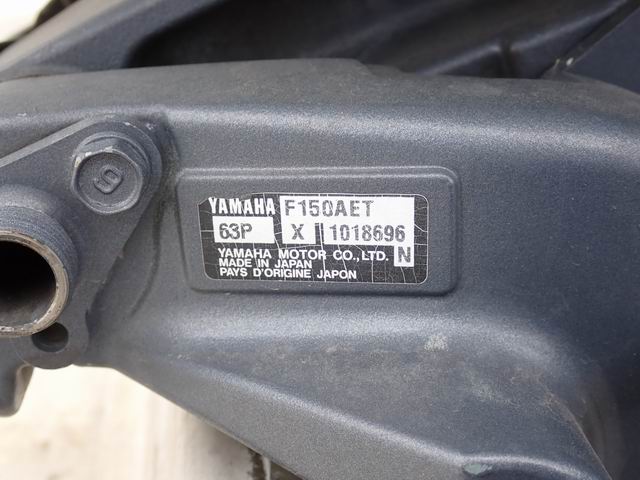 YAMAHA F150AET
63P X 1018696
YAMAHA MOTOR CO., LTD. N
MADE IN JAPAN
PAYS D'ORIGINE JAPON